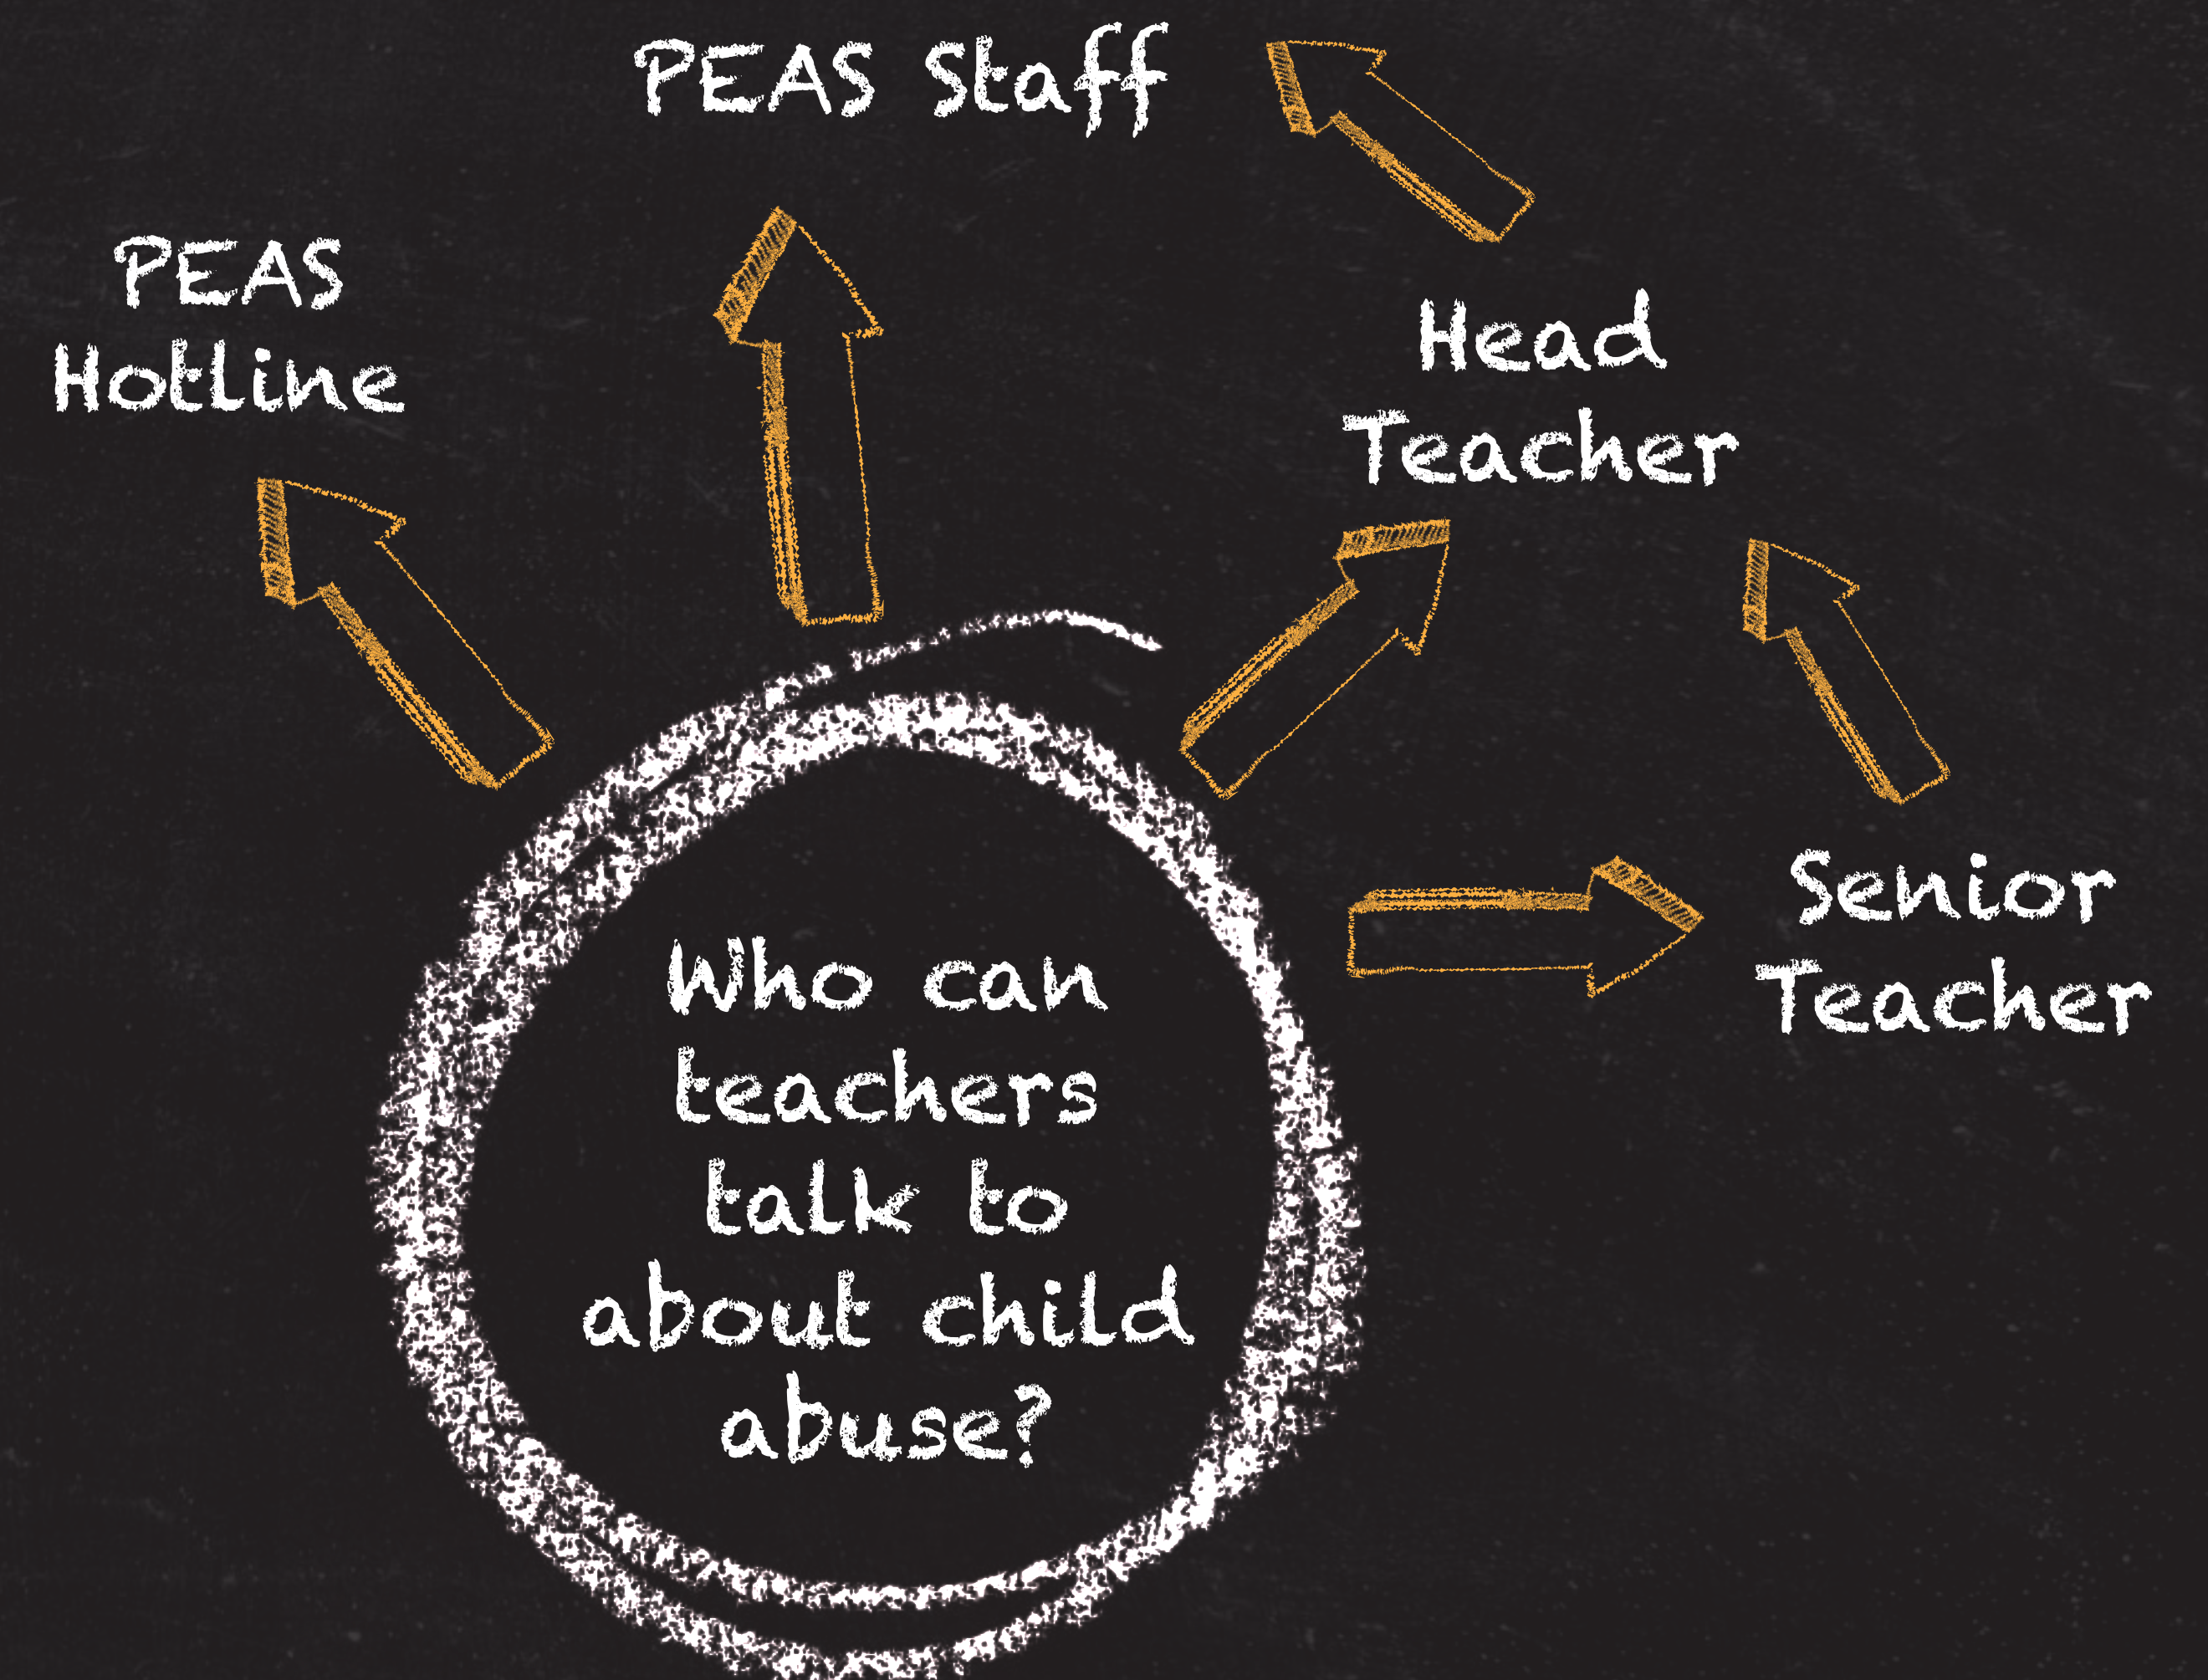 PEAS Staff
PEAS
Hotline
Head
Teacher
Senior
Teacher
Who can
teachers
talk to
about child
abuse?